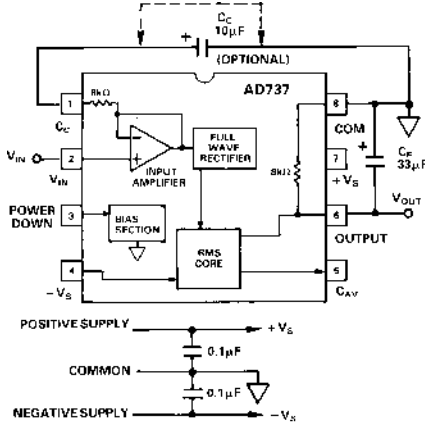 CC
10µF
+
(OPTIONAL)
AD737
8kΩ
1
CC
8
COM
FULL
WAVE
RECTIFIER
VIN
2
VIN
INPUT
AMPLIFIER
8kΩ
7
+VS
+
CF
33µF
VOUT
POWER
DOWN
3
BIAS
SECTION
6
OUTPUT
RMS
CORE
4
−VS
5
CAV
POSITIVE SUPPLY
+VS
0.1µF
COMMON
0.1µF
NEGATIVE SUPPLY
−VS